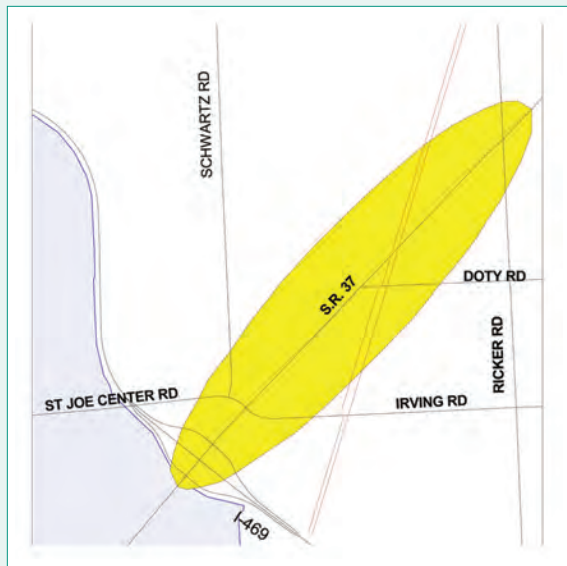 SCHWARTZ RD
S.R. 37
DOTY RD
RICKER RD
ST JOE CENTER RD
IRVING RD
I-469